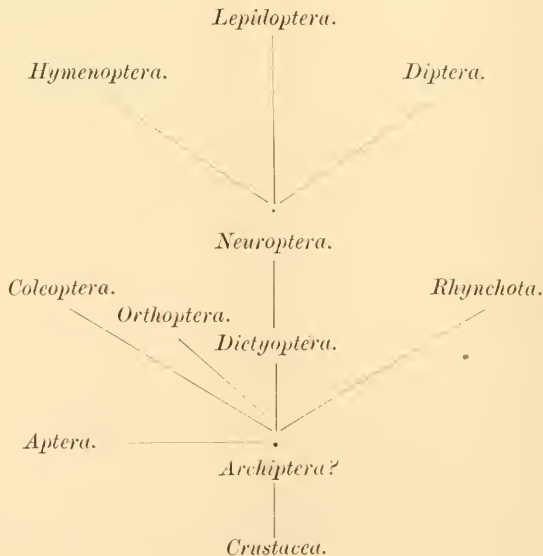 Lepidoptera.
Hymenoptera.
Diptera.
Neuroptera.
Coleoptera.
Rhynchota.
Orthoptera.
Dictyoptera.
Aptera.
Archiptera?
Crustacea.